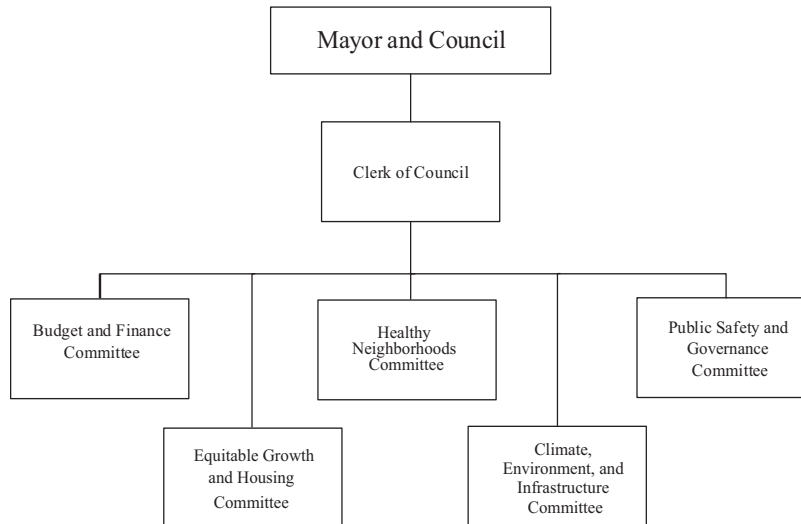 Mayor and Council
Clerk of Council
Budget and Finance
Committee
Healthy
Neighborhoods
Committee
Public Safety and
Governance
Committee
Equitable Growth
and Housing
Committee
Climate,
Environment, and
Infrastructure
Committee